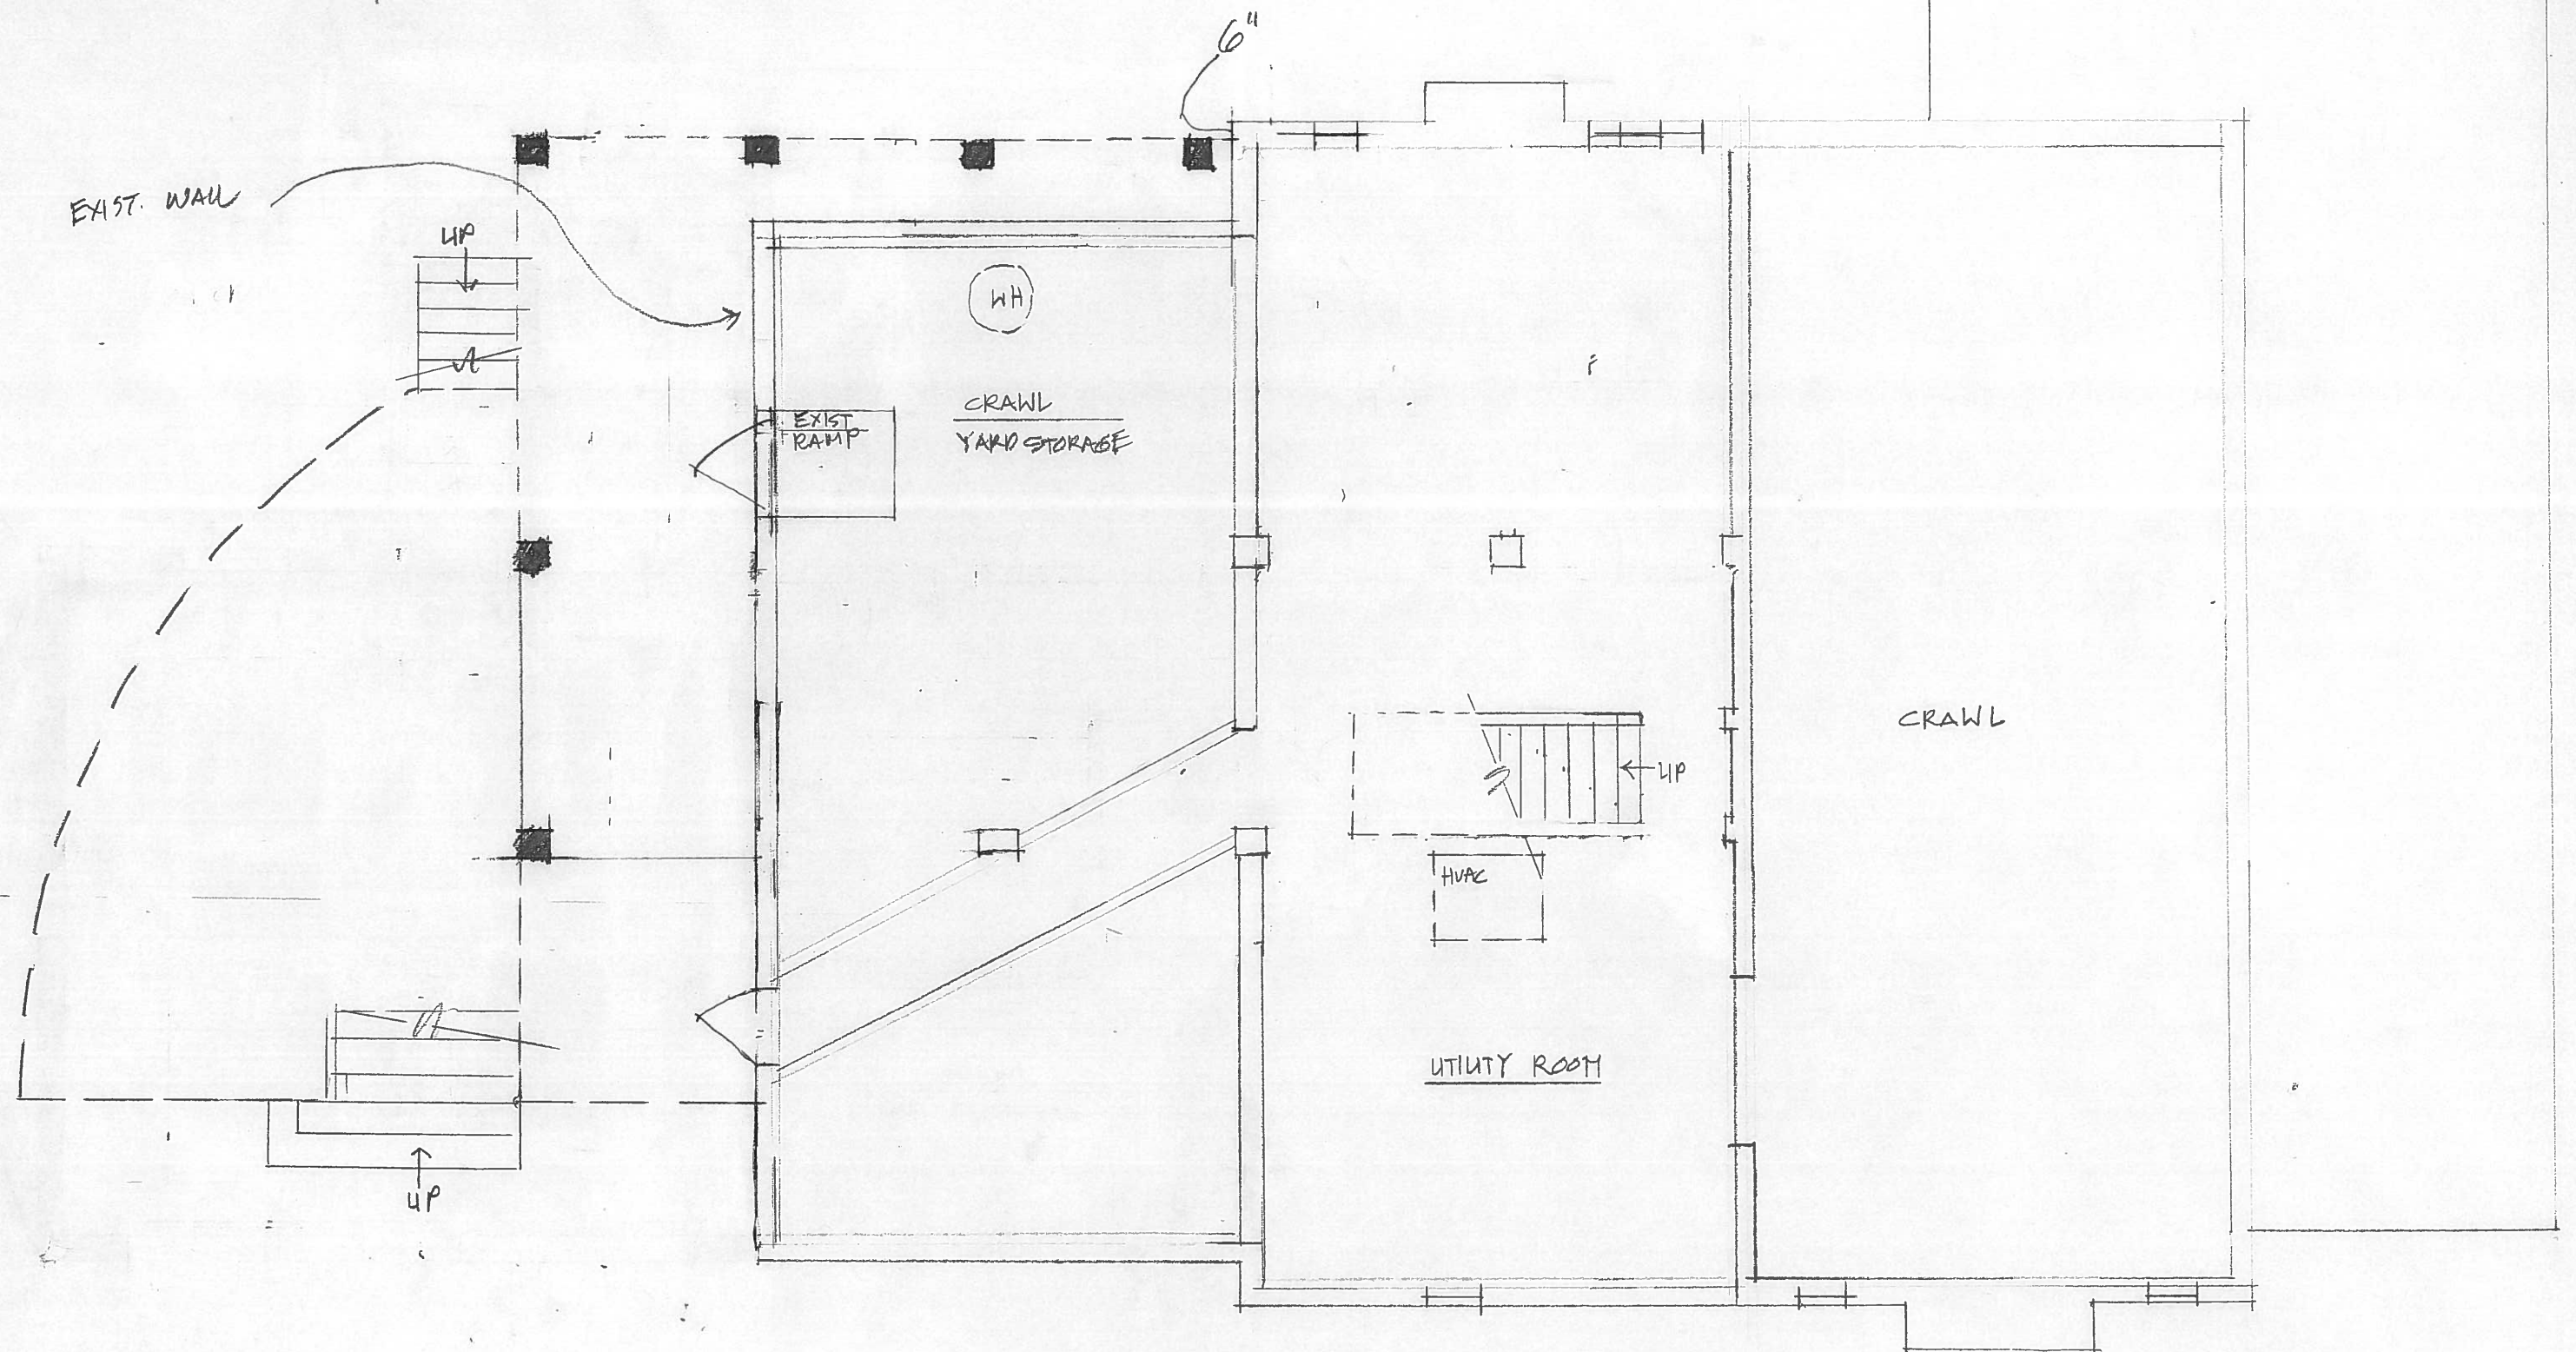 6"
EXIST. WALL
UP
WH
EXIST
RAMP
CRAWL
YARD STORAGE
CRAWL
UP
HVAC
UTILITY ROOM
UP